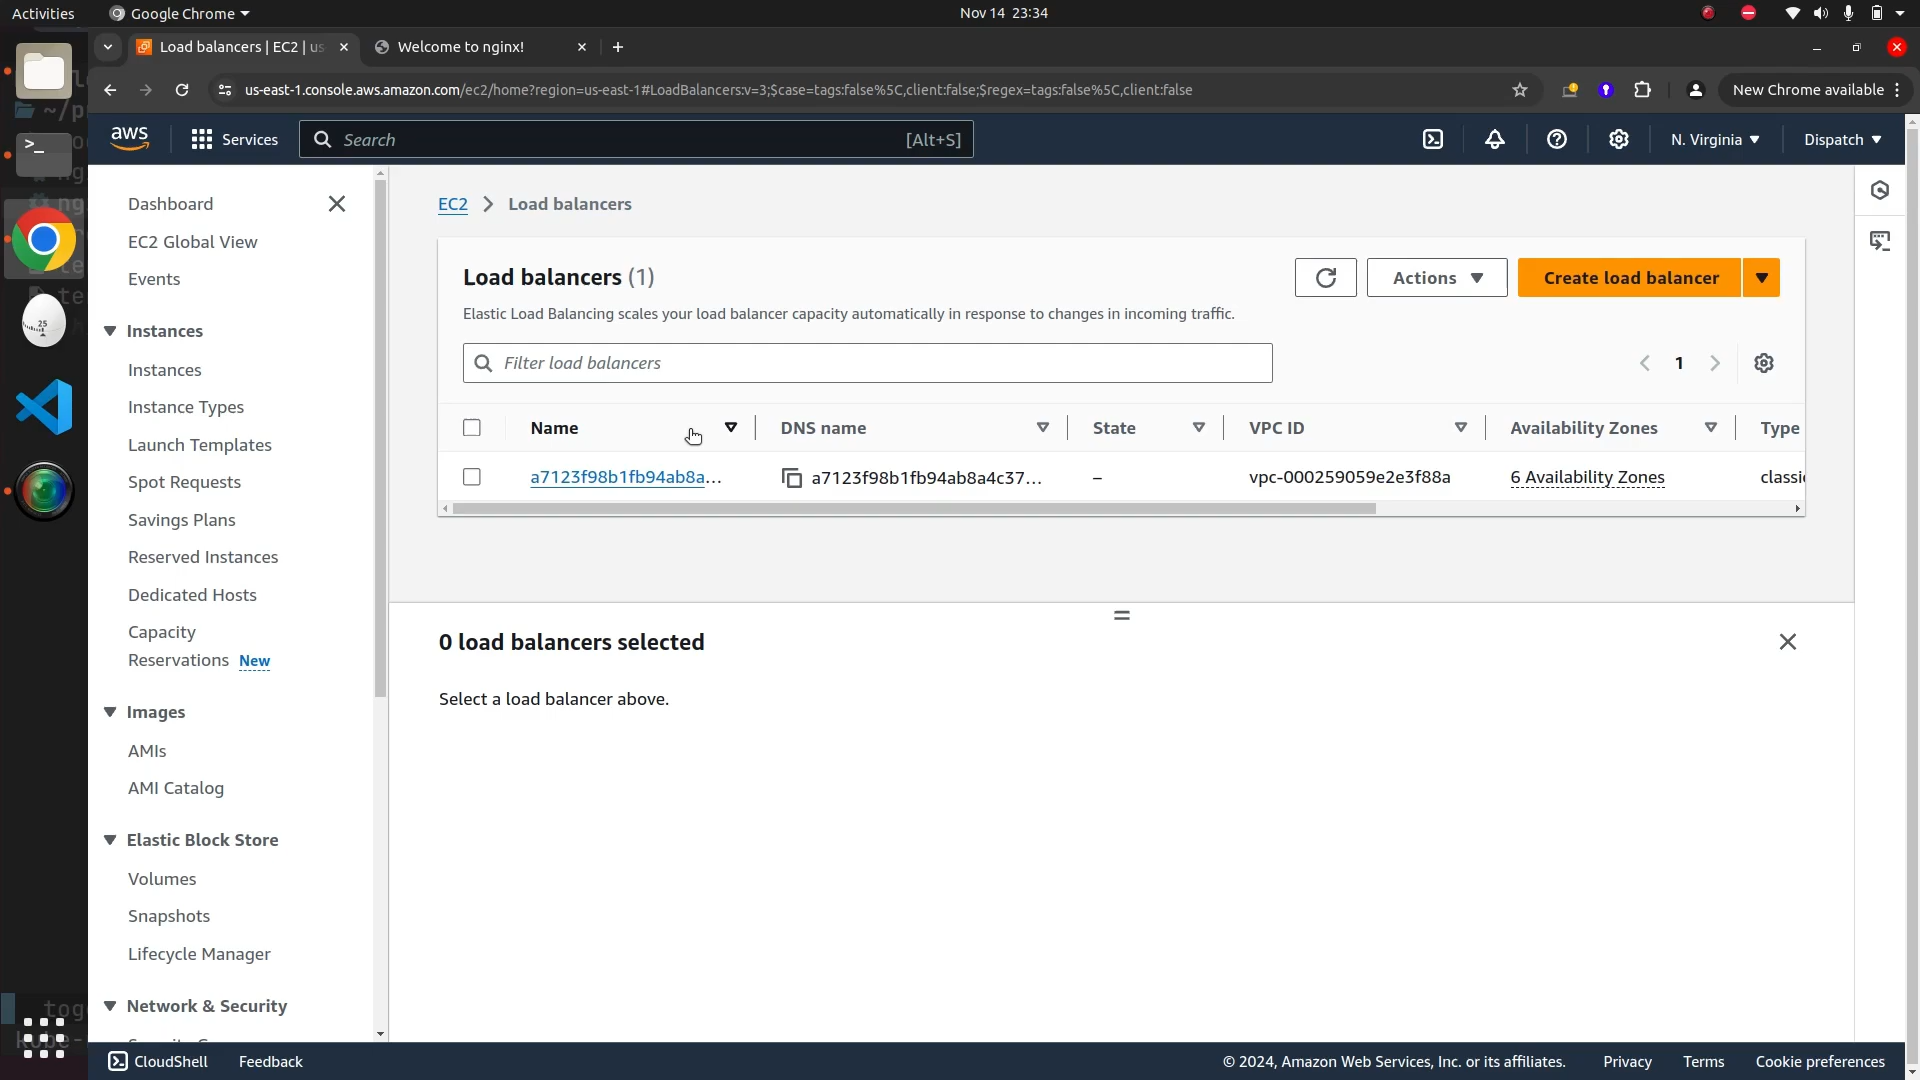 Activities
Google Chrome
Nov 14 23:34
Load balancers | EC2 | us
Welcome to nginx!
us-east-1.console.aws.amazon.com/ec2/home?region=us-east-1#LoadBalancers:v=3;$case=tags:false%5C,client:false;$regex=tags:false%5C,client:false
New Chrome available
aws
Services
Search
[Alt+S]
N. Virginia
Dispatch
Dashboard
EC2 Global View
Events
Instances
Instances
Instance Types
Launch Templates
Spot Requests
Savings Plans
Reserved Instances
Dedicated Hosts
Capacity
Reservations New
Images
AMIs
AMI Catalog
Elastic Block Store
Volumes
Snapshots
Lifecycle Manager
Network & Security
EC2 > Load balancers
Load balancers (1)
Actions
Create load balancer
Elastic Load Balancing scales your load balancer capacity automatically in response to changes in incoming traffic.
Filter load balancers
1
Name DNS name State VPC ID Availability Zones Type
a7123f98b1fb94ab8a... a7123f98b1fb94ab8a4c37... – vpc-000259059e2e3f88a 6 Availability Zones classi
0 load balancers selected
Select a load balancer above.
25
CloudShell
Feedback
© 2024, Amazon Web Services, Inc. or its affiliates.
Privacy
Terms
Cookie preferences